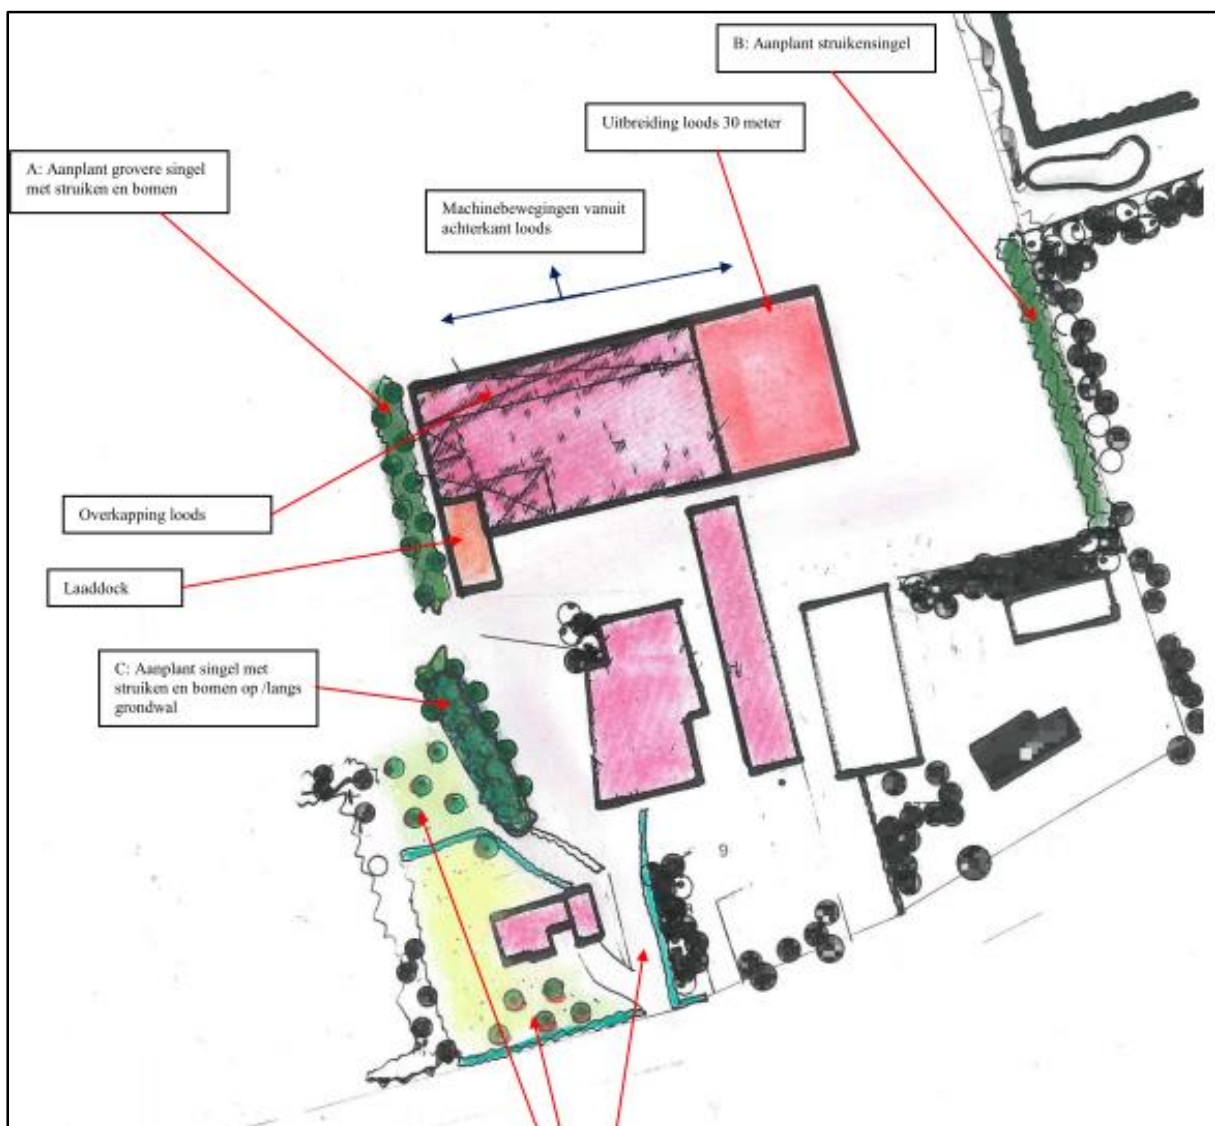 B: Aanplant struikensingel
Uitbreiding loods 30 meter
A: Aanplant grovere singel
met struiken en bomen
Machinebewegingen vanuit
achterkant loods
Overkapping loods
Laaddock
C: Aanplant singel met
struiken en bomen op /langs
grondwal
9